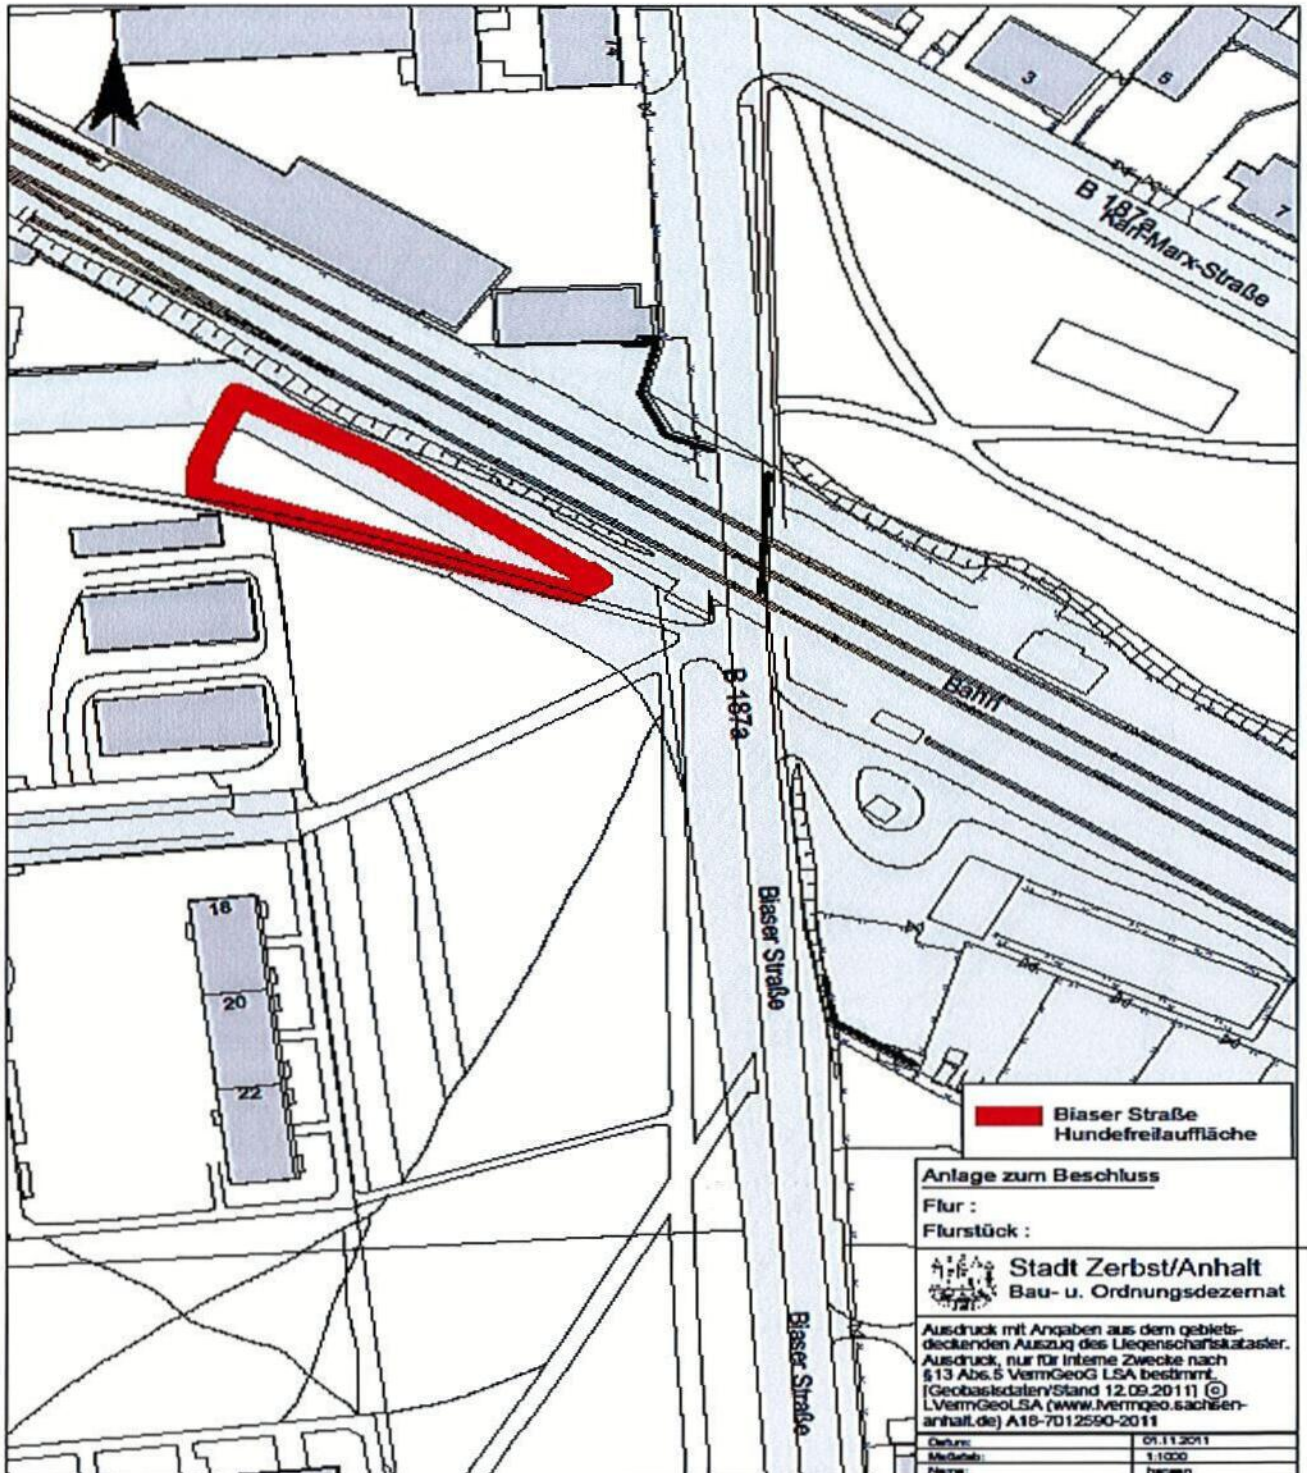 74
3
5
7
B 187a
Karl-Marx-Straße
Bahn
B 187a
Biaser Straße
18
20
22
Biaser Straße
Biaser Straße
Hundefreilauffläche
Anlage zum Beschluss
Flur :
Flurstück :
Stadt Zerbst/Anhalt
Bau- u. Ordnungsdezernat
Ausdruck mit Angaben aus dem gebiets-
deckenden Auszug des Liegenschaftskataster.
Ausdruck, nur für interne Zwecke nach
§13 Abs.5 VermGeoG LSA bestimmt.
[Geobasisdaten/Stand 12.09.2011] ©
LVermGeoLSA (www.lvermgeo.sachsen-
anhalt.de) A18-7012590-2011
Datum: 01.11.2011
Maßstab: 1:1000
Name: